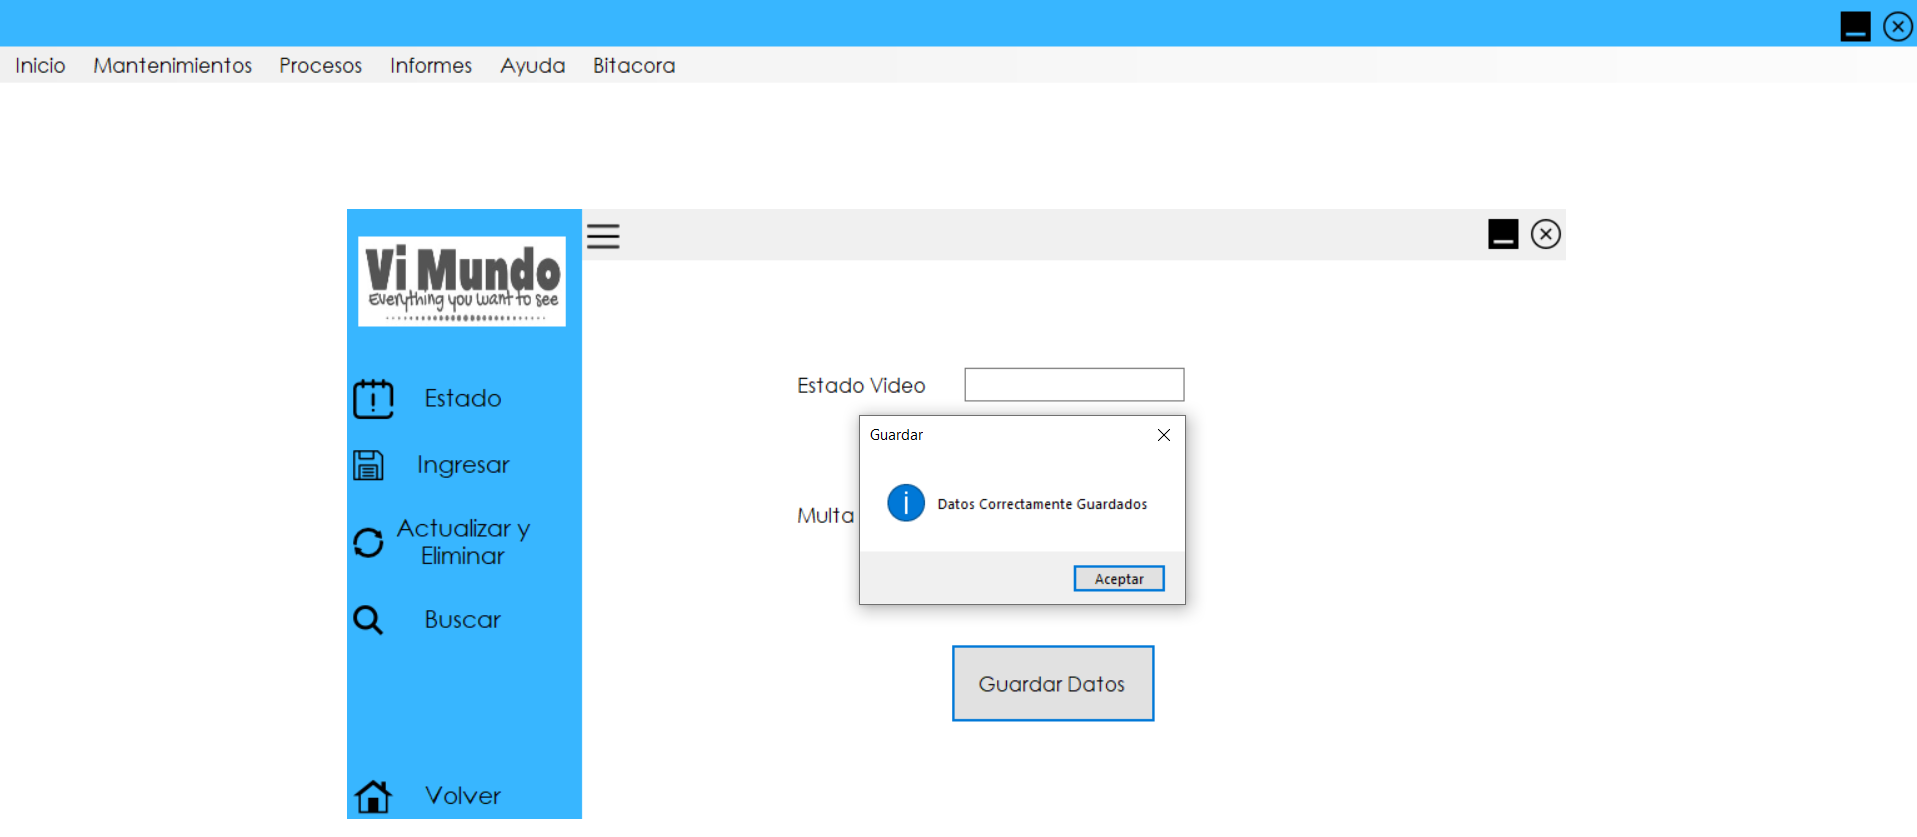 Inicio Mantenimientos Procesos Informes Ayuda Bitacora
Vi Mundo
Everything you want to see
Estado
Ingresar
Actualizar y
Eliminar
Buscar
Volver
Estado Video
Multa
Guardar
Datos Correctamente Guardados
Aceptar
Guardar Datos